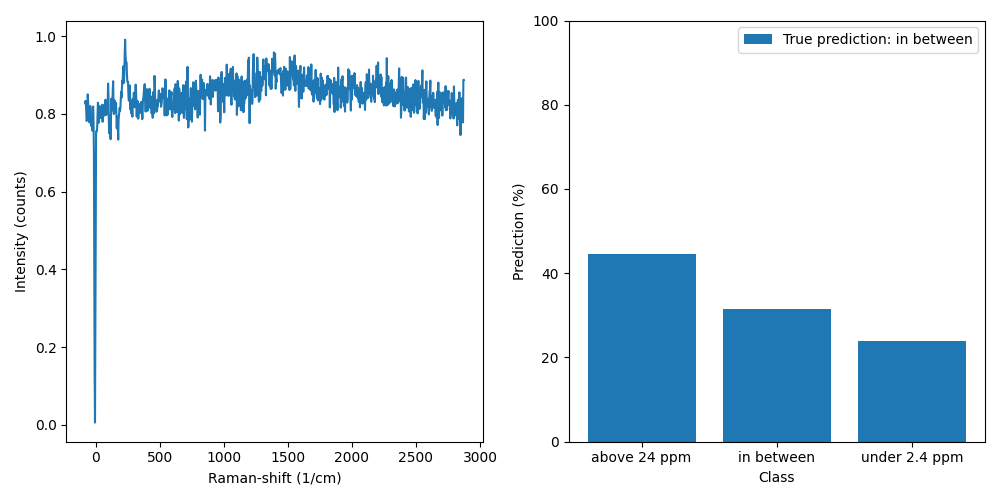 1.0
0.8
0.6
0.4
0.2
0.0
Intensity (counts)
0
500
1000
1500
2000
2500
3000
Raman-shift (1/cm)
100
80
60
40
20
0
Prediction (%)
True prediction: in between
above 24 ppm
in between
under 2.4 ppm
Class